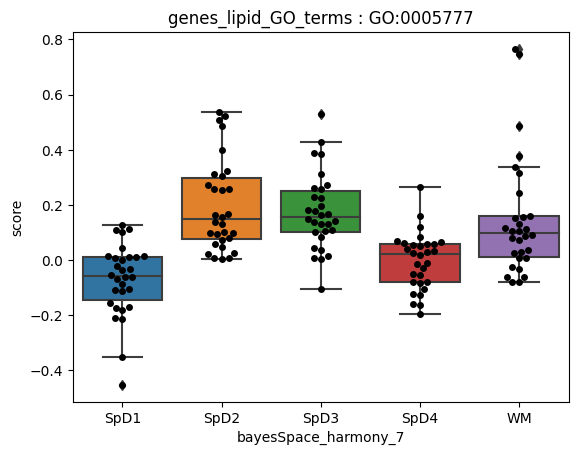 genes_lipid_GO_terms : GO:0005777
0.8
0.6
0.4
0.2
0.0
−0.2
−0.4
score
SpD1 SpD2 SpD3 SpD4 WM
bayesSpace_harmony_7